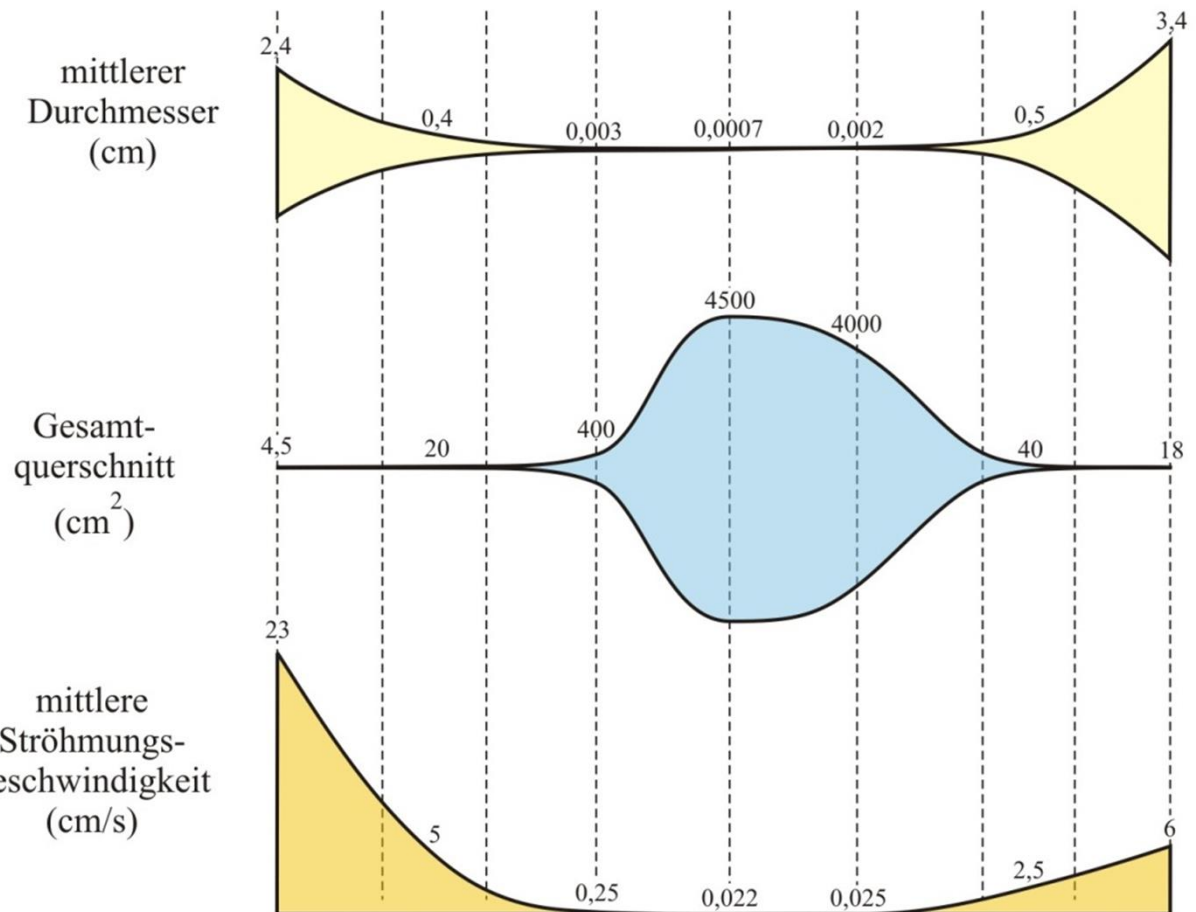 mittlerer
Durchmesser
(cm)
2,4
0,4
0,003
0,0007
0,002
0,5
3,4
Gesamt-
querschnitt
(cm2)
4,5
20
400
4500
4000
40
18
mittlere
Ströhmungs-
eschwindigkeit
(cm/s)
23
5
0,25
0,022
0,025
2,5
6